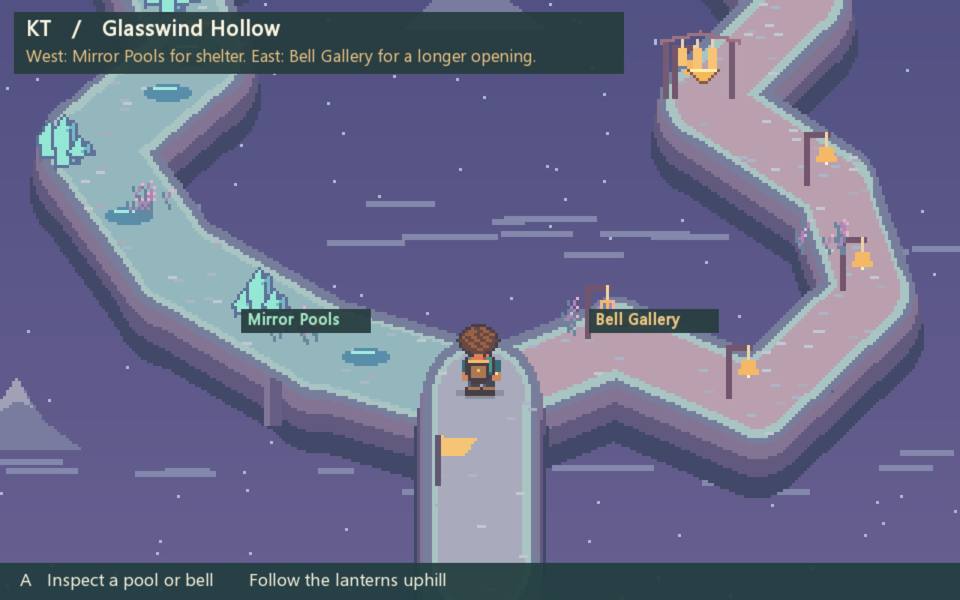 KT / Glasswind Hollow
West: Mirror Pools for shelter. East: Bell Gallery for a longer opening.
Mirror Pools
Bell Gallery
A Inspect a pool or bell Follow the lanterns uphill